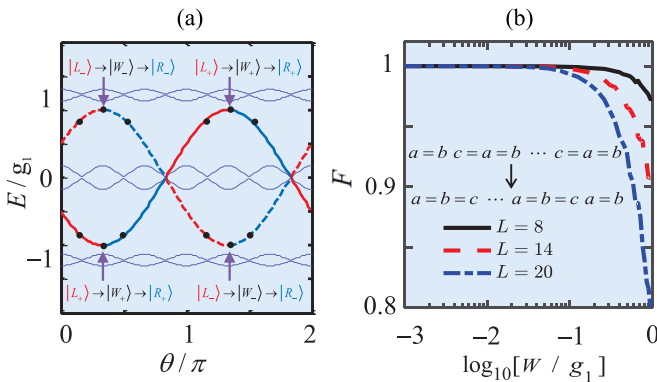 (a)
|L₋⟩→|W₋⟩→|R₋⟩ |L₊⟩→|W₊⟩→|R₊⟩
1
0
−1
E / g₁
|L₊⟩→|W₊⟩→|R₊⟩ |L₋⟩→|W₋⟩→|R₋⟩
0 1 2
θ/π
(b)
1
0.9
0.8
F
a=b c=a=b ⋯ c=a=b
↓
a=b=c ⋯ a=b=c a=b
L = 8
L = 14
L = 20
−3 −2 −1 0
log₁₀[W / g₁]